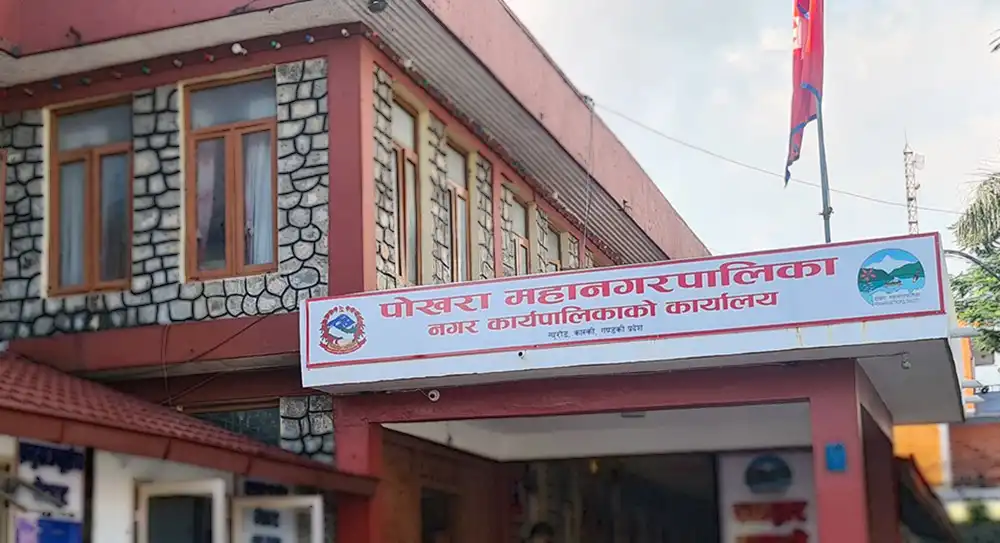 पोखरा महानगरपालिका
नगर कार्यपालिकाको कार्यालय
न्यूरोड, कास्की, गण्डकी प्रदेश